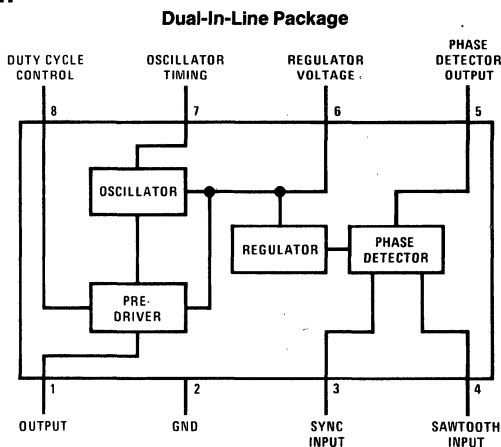 Dual-In-Line Package
DUTY CYCLE
CONTROL
OSCILLATOR
TIMING
REGULATOR
VOLTAGE
PHASE
DETECTOR
OUTPUT
8
7
6
5
OSCILLATOR
REGULATOR
PHASE
DETECTOR
PRE-
DRIVER
1
2
3
4
OUTPUT
GND
SYNC
INPUT
SAWTOOTH
INPUT